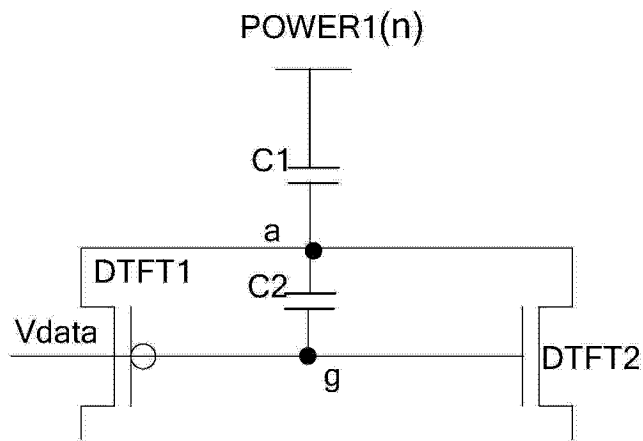 POWER1(n)
C1
a
DTFT1
C2
Vdata
DTFT2
g